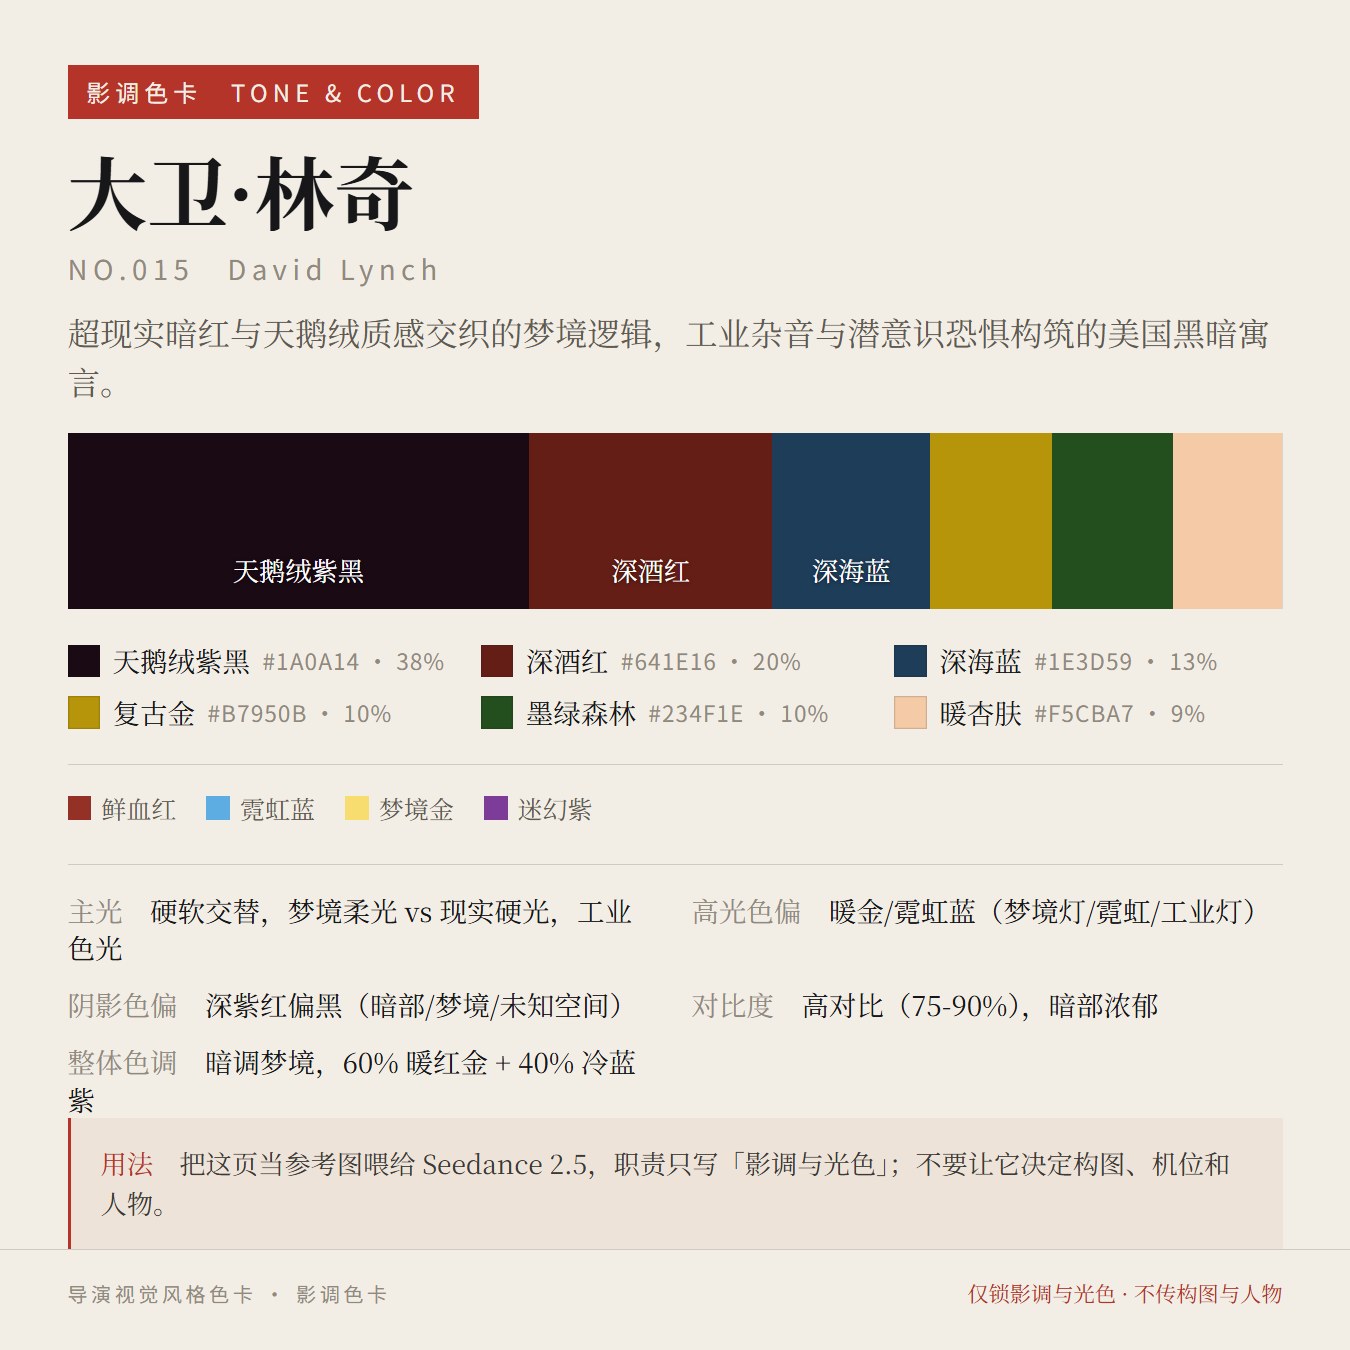 影调色卡 TONE & COLOR
大卫·林奇
NO.015 David Lynch
超现实暗红与天鹅绒质感交织的梦境逻辑，工业杂音与潜意识恐惧构筑的美国黑暗寓
言。
天鹅绒紫黑 深酒红 深海蓝
天鹅绒紫黑 #1A0A14 · 38% 深酒红 #641E16 · 20% 深海蓝 #1E3D59 · 13%
复古金 #B7950B · 10% 墨绿森林 #234F1E · 10% 暖杏肤 #F5CBA7 · 9%
鲜血红 霓虹蓝 梦境金 迷幻紫
主光 硬软交替，梦境柔光 vs 现实硬光，工业
色光
高光色偏 暖金/霓虹蓝（梦境灯/霓虹/工业灯）
阴影色偏 深紫红偏黑（暗部/梦境/未知空间）
对比度 高对比（75-90%），暗部浓郁
整体色调 暗调梦境，60% 暖红金 + 40% 冷蓝
紫
用法 把这页当参考图喂给 Seedance 2.5，职责只写「影调与光色」；不要让它决定构图、机位和
人物。
导演视觉风格色卡 · 影调色卡
仅锁影调与光色 · 不传构图与人物